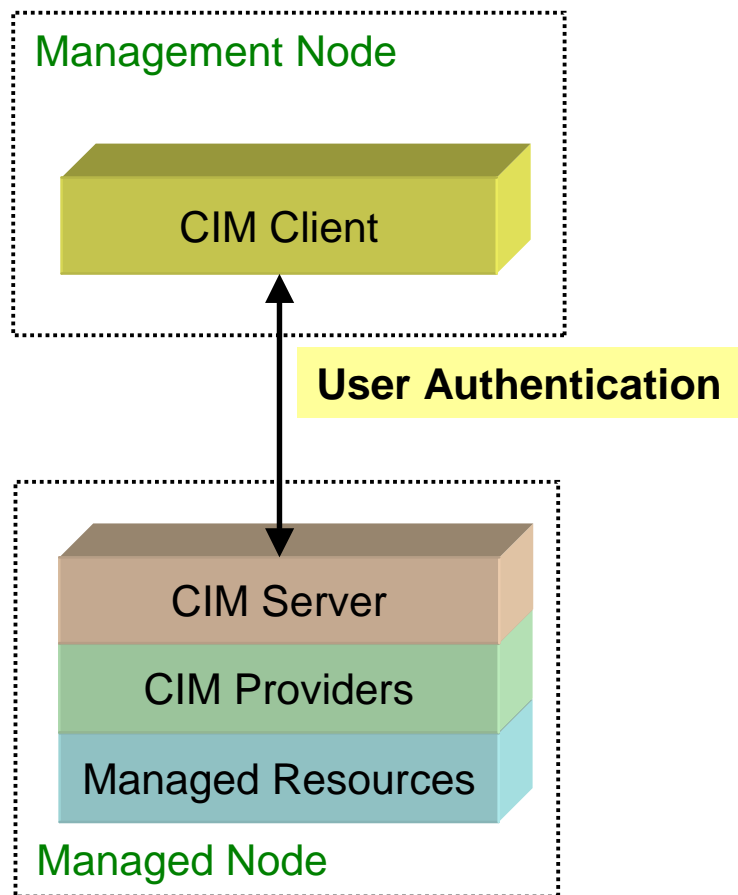 Management Node
CIM Client
User Authentication
CIM Server
CIM Providers
Managed Resources
Managed Node